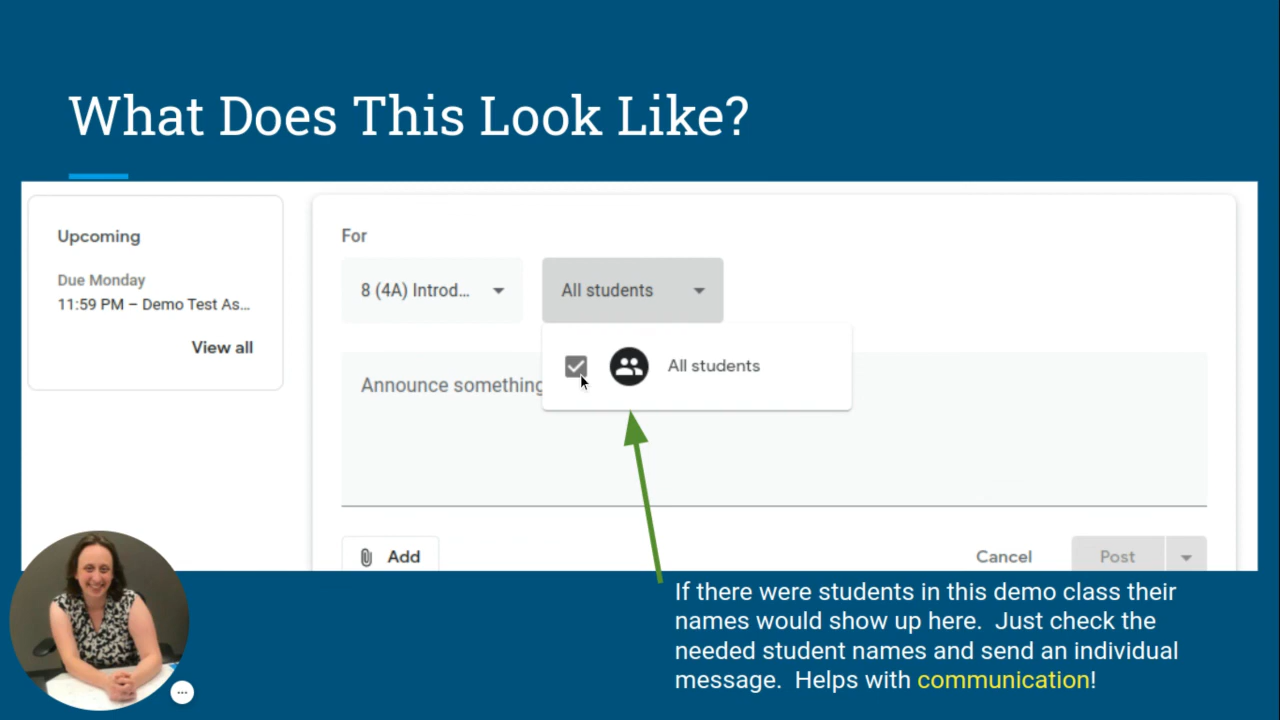 What Does This Look Like?
Upcoming
Due Monday
11:59 PM – Demo Test As...
View all
For
8 (4A) Introd...
All students
All students
Announce something
Add
Cancel
Post
If there were students in this demo class their
names would show up here.  Just check the
needed student names and send an individual
message.  Helps with communication!